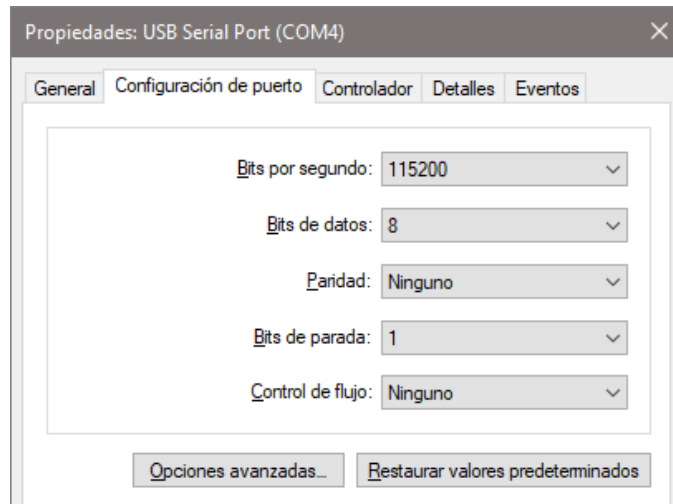 Propiedades: USB Serial Port (COM4)
General Configuración de puerto Controlador Detalles Eventos
Bits por segundo: 115200
Bits de datos: 8
Paridad: Ninguno
Bits de parada: 1
Control de flujo: Ninguno
Opciones avanzadas... Restaurar valores predeterminados